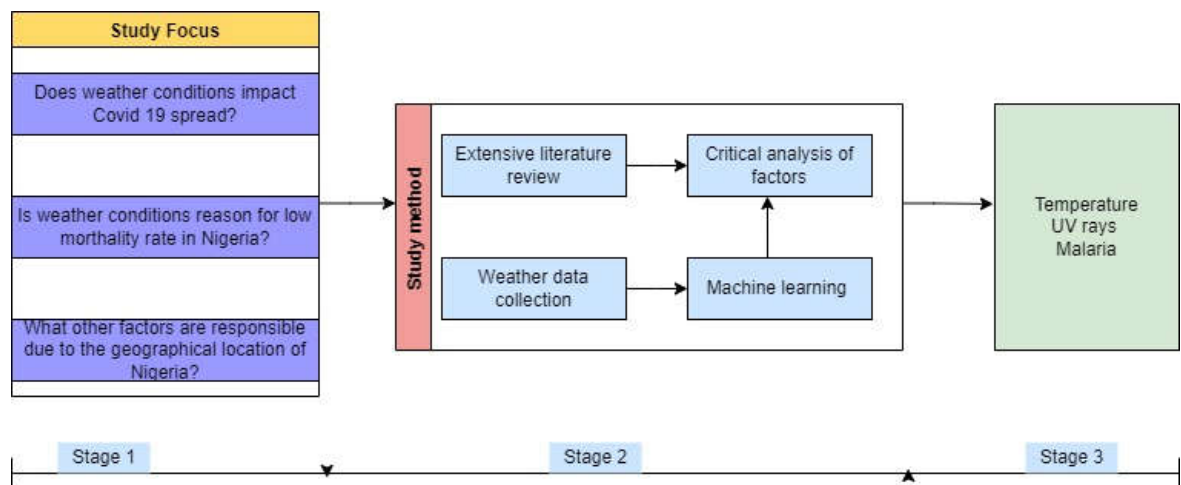 Study Focus
Does weather conditions impact
Covid 19 spread?
Is weather conditions reason for low
morthality rate in Nigeria?
What other factors are responsible
due to the geographical location of
Nigeria?
Study method
Extensive literature
review
Critical analysis of
factors
Weather data
collection
Machine learning
Temperature
UV rays
Malaria
Stage 1
Stage 2
Stage 3